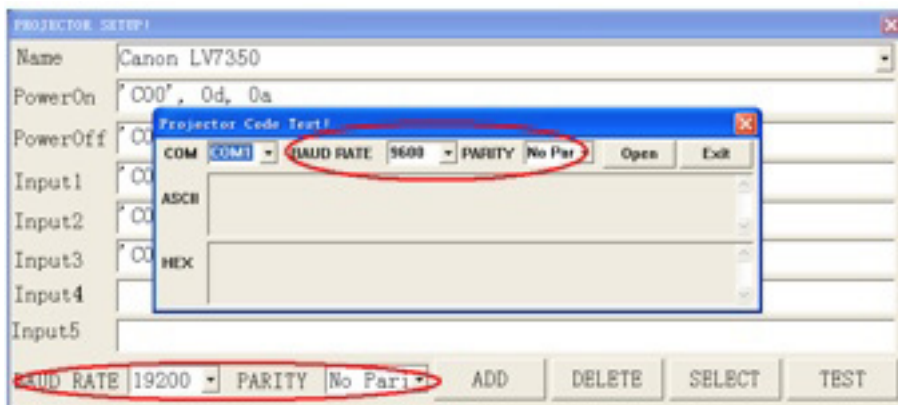 PROJECTOR SETUP!
Name Canon LV7350
PowerOn 'C00', 0d, 0a
Projector Code Test!
PowerOff 'C0
COM COM1 BAUD RATE 9600 PARITY No Par Open Exit
Input1 'C0
ASCII
Input2 'C0
Input3 'C0
HEX
Input4
Input5
BAUD RATE 19200 PARITY No Pari ADD DELETE SELECT TEST